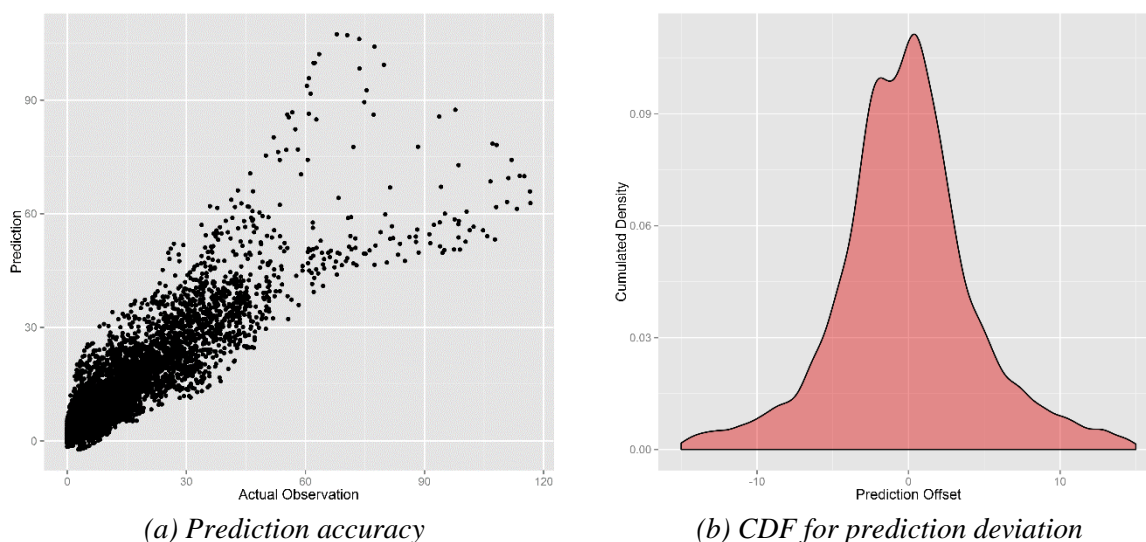 90
60
30
0
Prediction
0 30 60 90 120
Actual Observation
(a) Prediction accuracy
0.09
0.06
0.03
0.00
Cumulated Density
-10 0 10
Prediction Offset
(b) CDF for prediction deviation